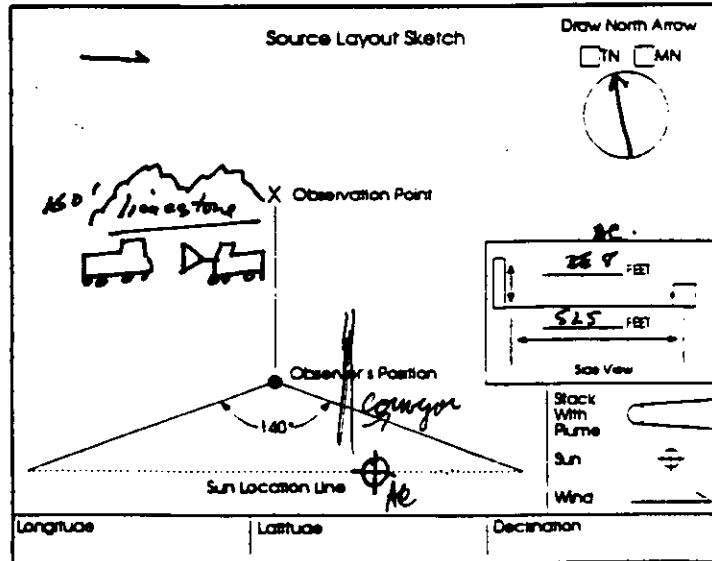 Source Layout Sketch
Draw North Arrow
TN MN
160'
limestone
X Observation Point
FEET
525 FEET
Side View
Observer's Position
140°
Conveyor
Stack
With
Plume
Sun
Wind
Sun Location Line
Longitude Latitude Declination